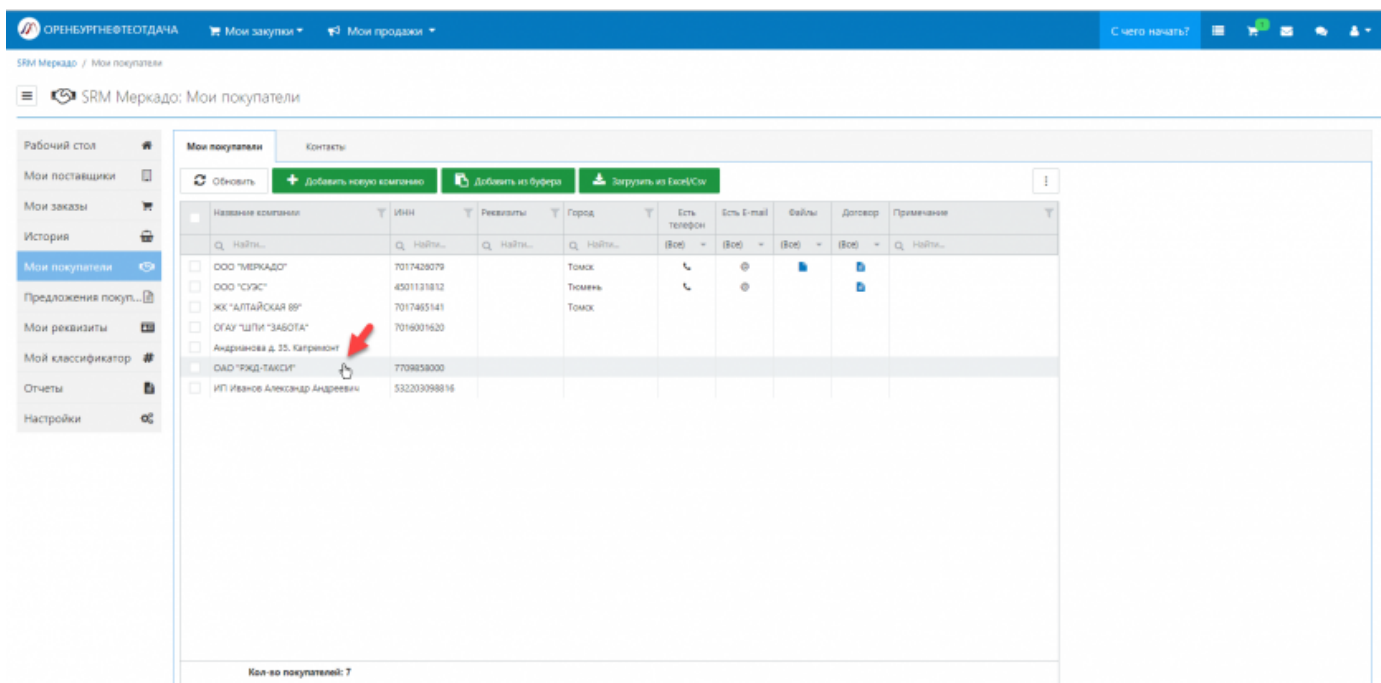 ОРЕНБУРГНЕФТЕОТДАЧА Мои закупки Мои продажи С чего начать? 1
SRM Меркадо / Мои покупатели
SRM Меркадо: Мои покупатели
Рабочий стол
Мои поставщики
Мои заказы
История
Мои покупатели
Предложения покуп...
Мои реквизиты
Мой классификатор
Отчеты
Настройки
Мои покупатели Контакты
Обновить Добавить новую компанию Добавить из буфера Загрузить из Excel/Csv
Название компании ИНН Реквизиты Город Есть телефон Есть E-mail Файлы Договор Примечание
Найти... Найти... Найти... Найти... (Все) (Все) (Все) (Все) Найти...
ООО "МЕРКАДО" 7017426079 Томск
ООО "СУЭС" 4501131812 Тюмень
ЖК "АЛТАЙСКАЯ 89" 7017465141 Томск
ОГАУ "ШПИ "ЗАБОТА" 7016001620
Андрианова д. 35. Капремонт
ОАО "РЖД-ТАКСИ" 7709858000
ИП Иванов Александр Андреевич 532203098816
Кол-во покупателей: 7